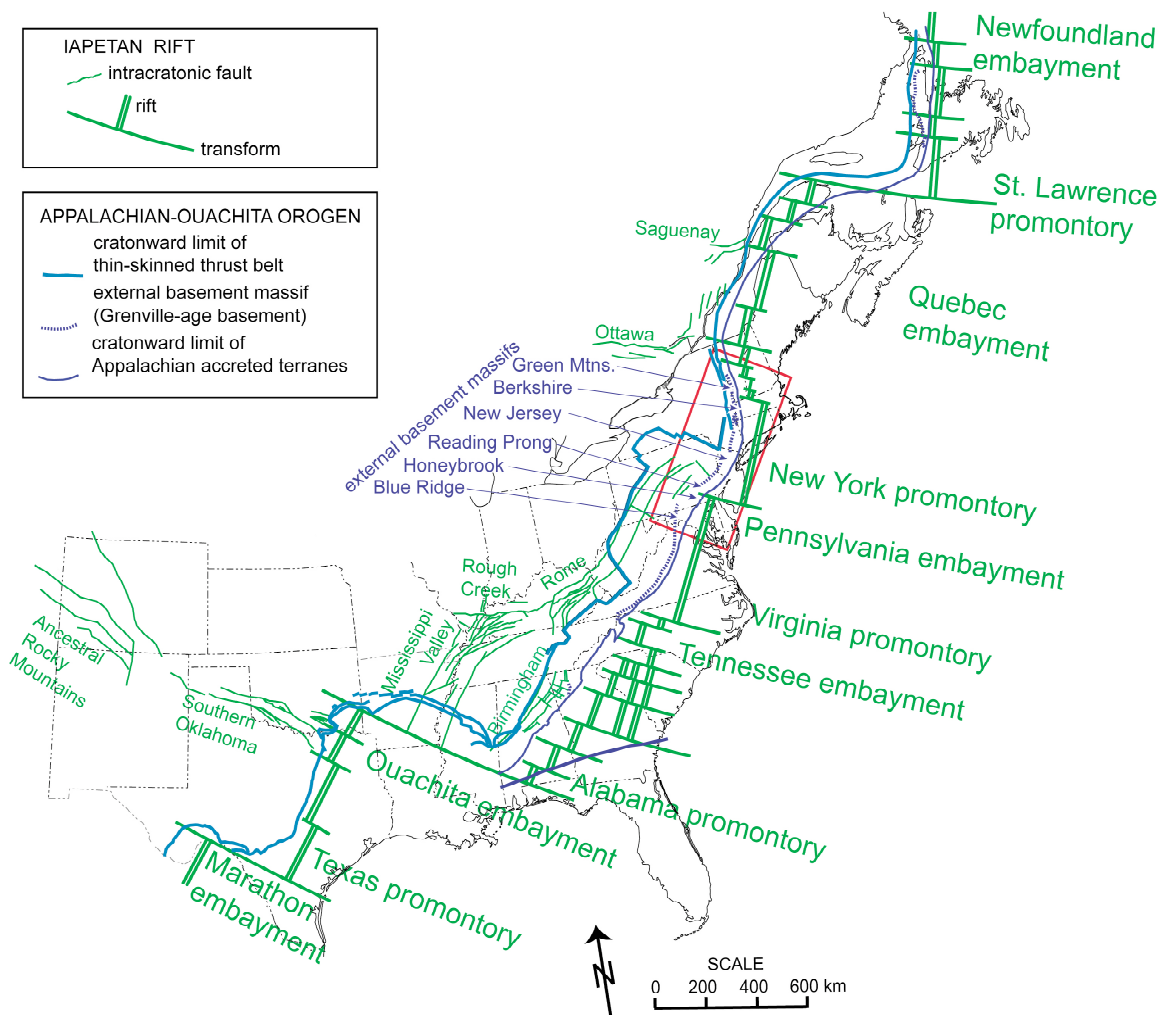 IAPETAN RIFT
intracratonic fault
rift
transform
APPALACHIAN-OUACHITA OROGEN
cratonward limit of
thin-skinned thrust belt
external basement massif
(Grenville-age basement)
cratonward limit of
Appalachian accreted terranes
Newfoundland
embayment
St. Lawrence
promontory
Saguenay
Quebec
embayment
Ottawa
external basement massifs
Green Mtns.
Berkshire
New Jersey
Reading Prong
Honeybrook
Blue Ridge
New York promontory
Pennsylvania embayment
Rough
Creek
Rome
Virginia promontory
Tennessee embayment
Mississippi
Valley
Birmingham
Ancestral
Rocky
Mountains
Southern
Oklahoma
Ouachita embayment
Alabama promontory
Texas promontory
Marathon
embayment
N
SCALE
0 200 400 600 km